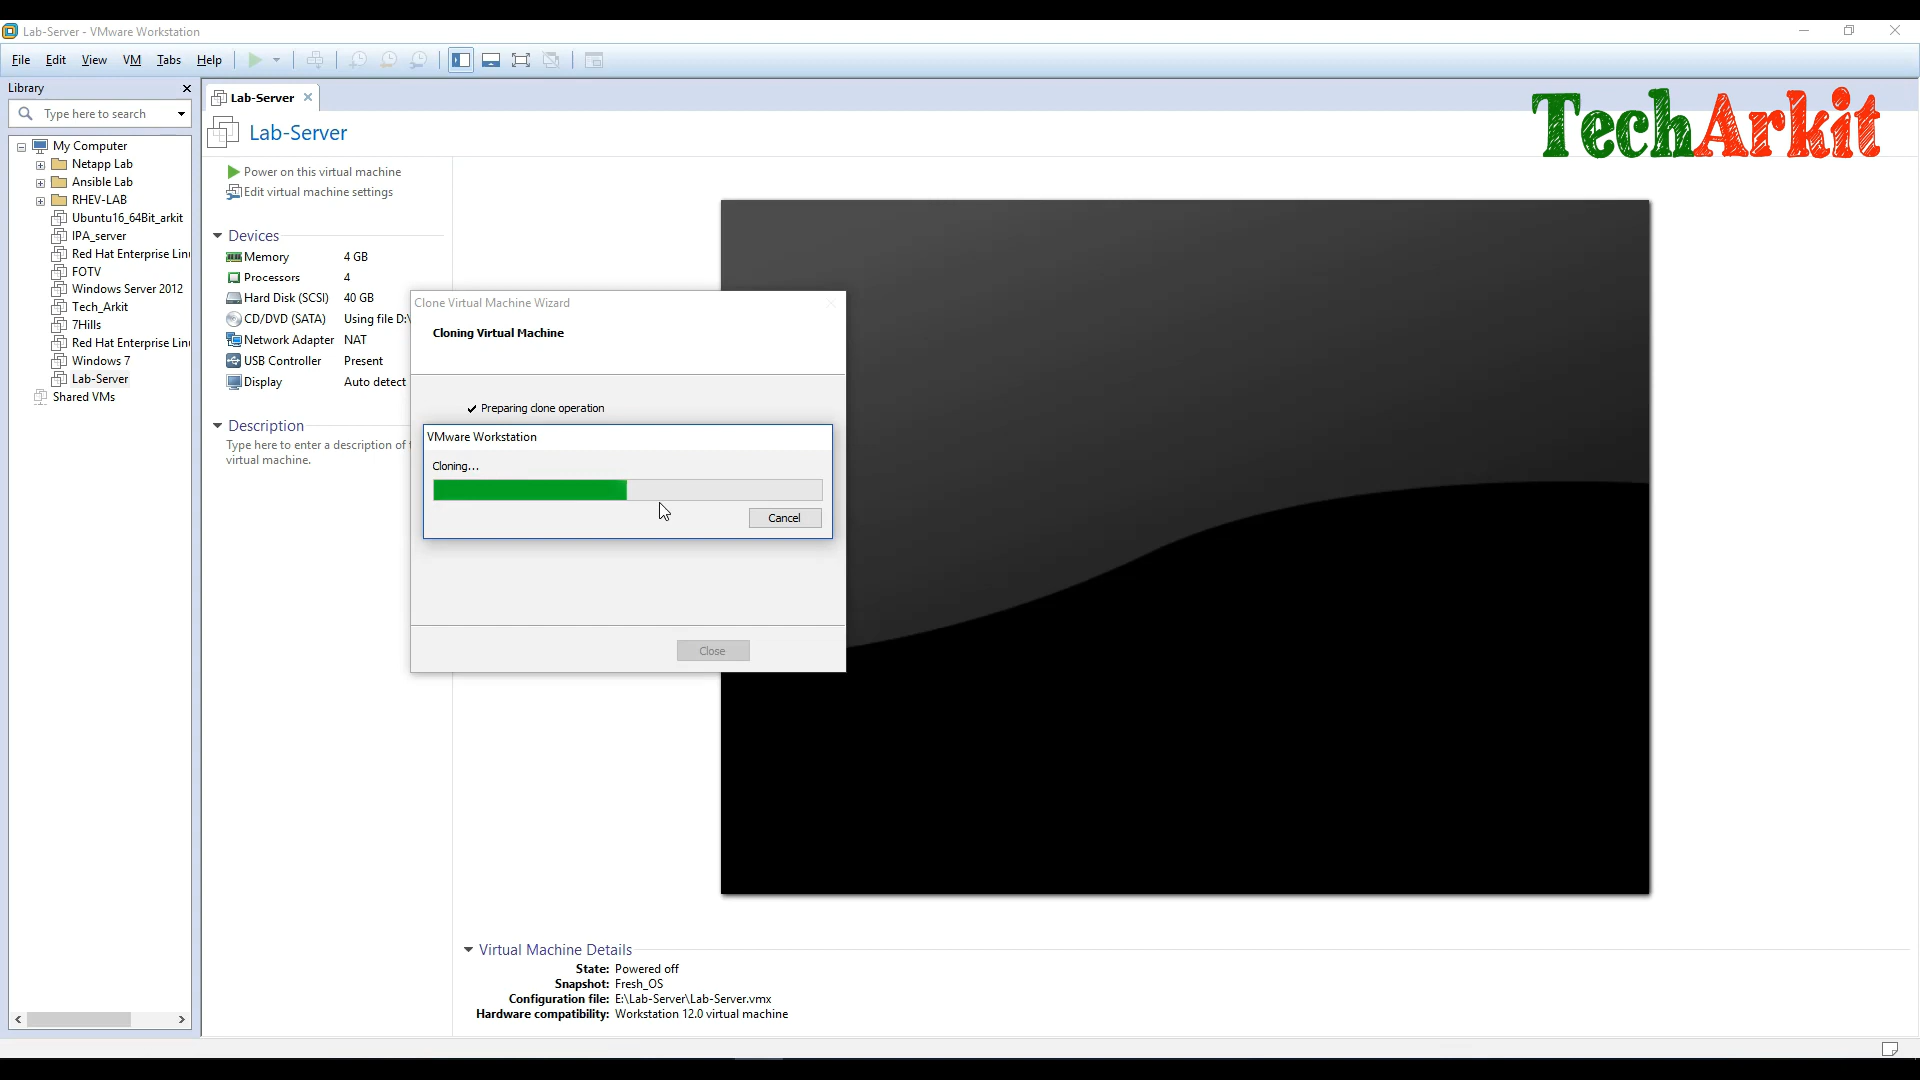 Lab-Server - VMware Workstation
File Edit View VM Tabs Help
Library
Type here to search
My Computer
Netapp Lab
Ansible Lab
RHEV-LAB
Ubuntu16_64Bit_arkit
IPA_server
Red Hat Enterprise Lin
FOTV
Windows Server 2012
Tech_Arkit
7Hills
Red Hat Enterprise Lin
Windows 7
Lab-Server
Shared VMs
Lab-Server
Lab-Server
TechArkit
Power on this virtual machine
Edit virtual machine settings
Devices
Memory 4 GB
Processors 4
Hard Disk (SCSI) 40 GB
CD/DVD (SATA) Using file D:\
Network Adapter NAT
USB Controller Present
Display Auto detect
Description
Type here to enter a description of
virtual machine.
Clone Virtual Machine Wizard
Cloning Virtual Machine
Preparing clone operation
VMware Workstation
Cloning...
Cancel
Close
Virtual Machine Details
State: Powered off
Snapshot: Fresh_OS
Configuration file: E:\Lab-Server\Lab-Server.vmx
Hardware compatibility: Workstation 12.0 virtual machine